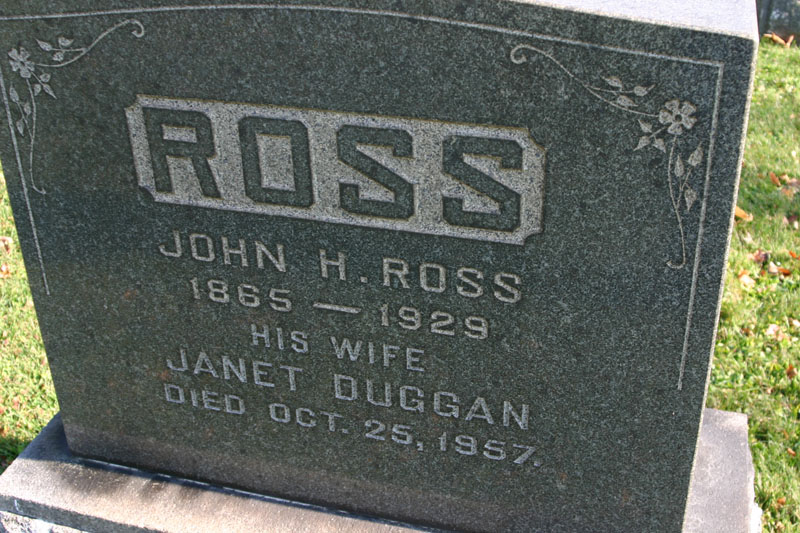 ROSS
JOHN H. ROSS
1865 — 1929
HIS WIFE
JANET DUGGAN
DIED OCT. 25, 1957.